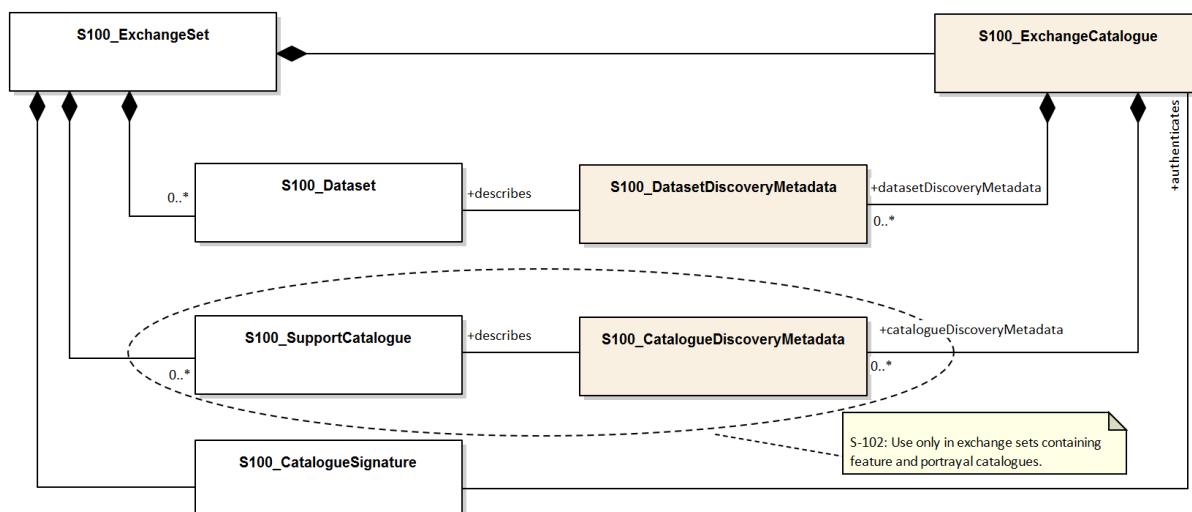 S100_ExchangeSet
S100_ExchangeCatalogue
+authenticates
S100_Dataset
+describes
S100_DatasetDiscoveryMetadata
+datasetDiscoveryMetadata
0..*
0..*
S100_SupportCatalogue
+describes
S100_CatalogueDiscoveryMetadata
+catalogueDiscoveryMetadata
0..*
0..*
S-102: Use only in exchange sets containing
feature and portrayal catalogues.
S100_CatalogueSignature